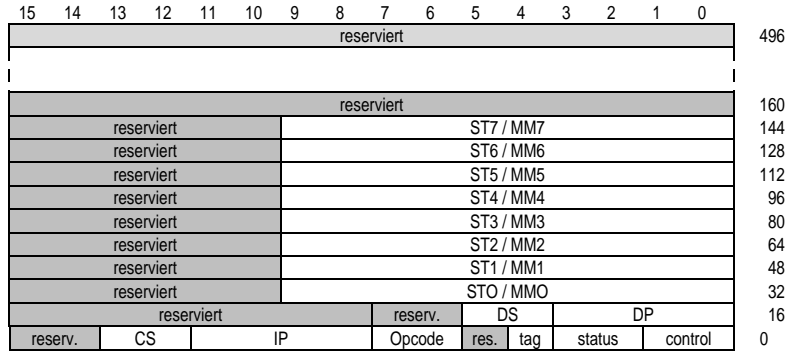 15 14 13 12 11 10 9 8 7 6 5 4 3 2 1 0
reserviert 496
reserviert 160
reserviert ST7 / MM7 144
reserviert ST6 / MM6 128
reserviert ST5 / MM5 112
reserviert ST4 / MM4 96
reserviert ST3 / MM3 80
reserviert ST2 / MM2 64
reserviert ST1 / MM1 48
reserviert STO / MMO 32
reserviert reserv. DS DP 16
reserv. CS IP Opcode res. tag status control 0